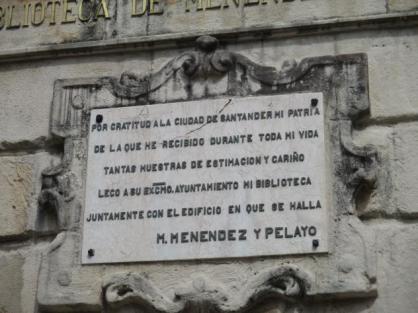 BIBLIOTECA DE MENENDE
POR GRATITUD A LA CIUDAD DE SANTANDER MI PATRIA
DE LA QUE HE RECIBIDO DURANTE TODA MI VIDA
TANTAS MUESTRAS DE ESTIMACION Y CARIÑO
LEGO A SU EXCMO. AYUNTAMIENTO MI BIBLIOTECA
JUNTAMENTE CON EL EDIFICIO EN QUE SE HALLA
M. MENENDEZ Y PELAYO